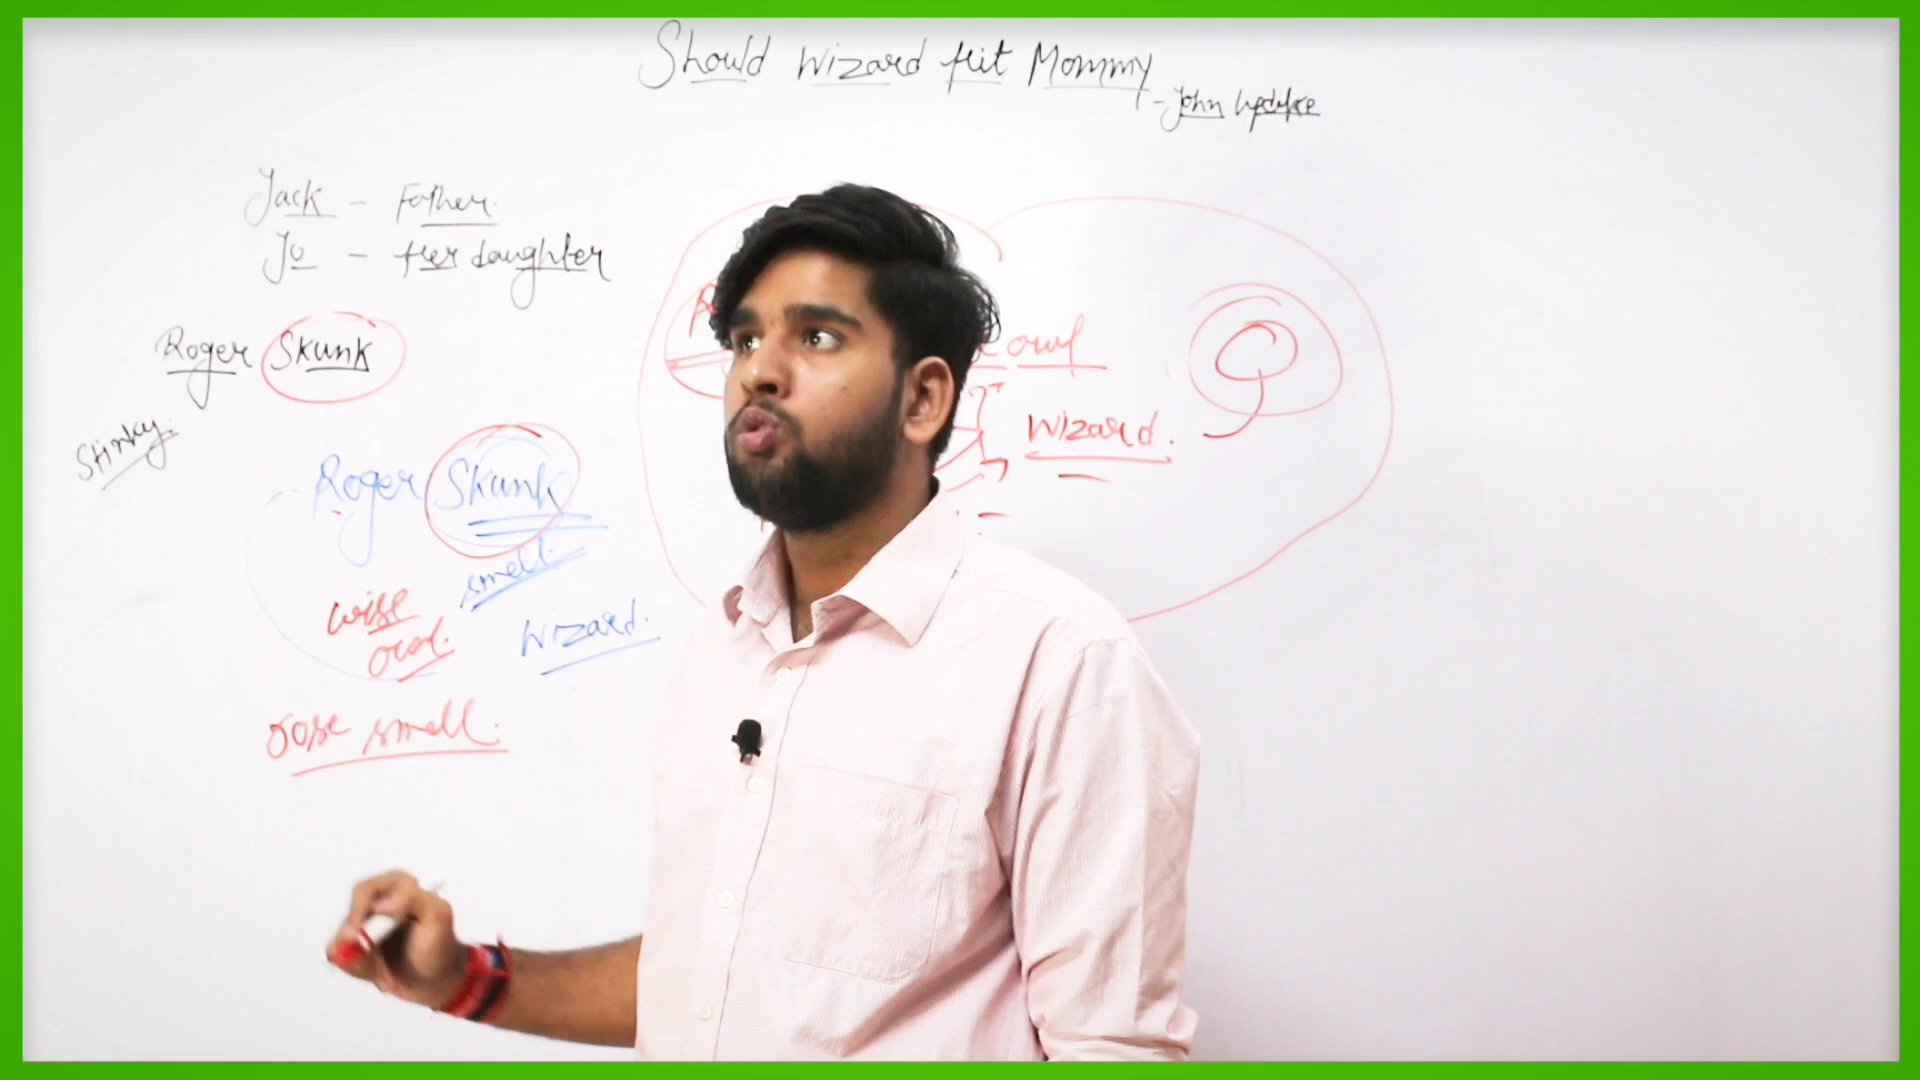 Should Wizard Hit Mommy
- John Updike
Jack - Father.
Jo - Her daughter
Roger Skunk
Stinky.
Roger Skunk
smell.
wise
owl.
Wizard.
rose smell.
owl
Wizard.